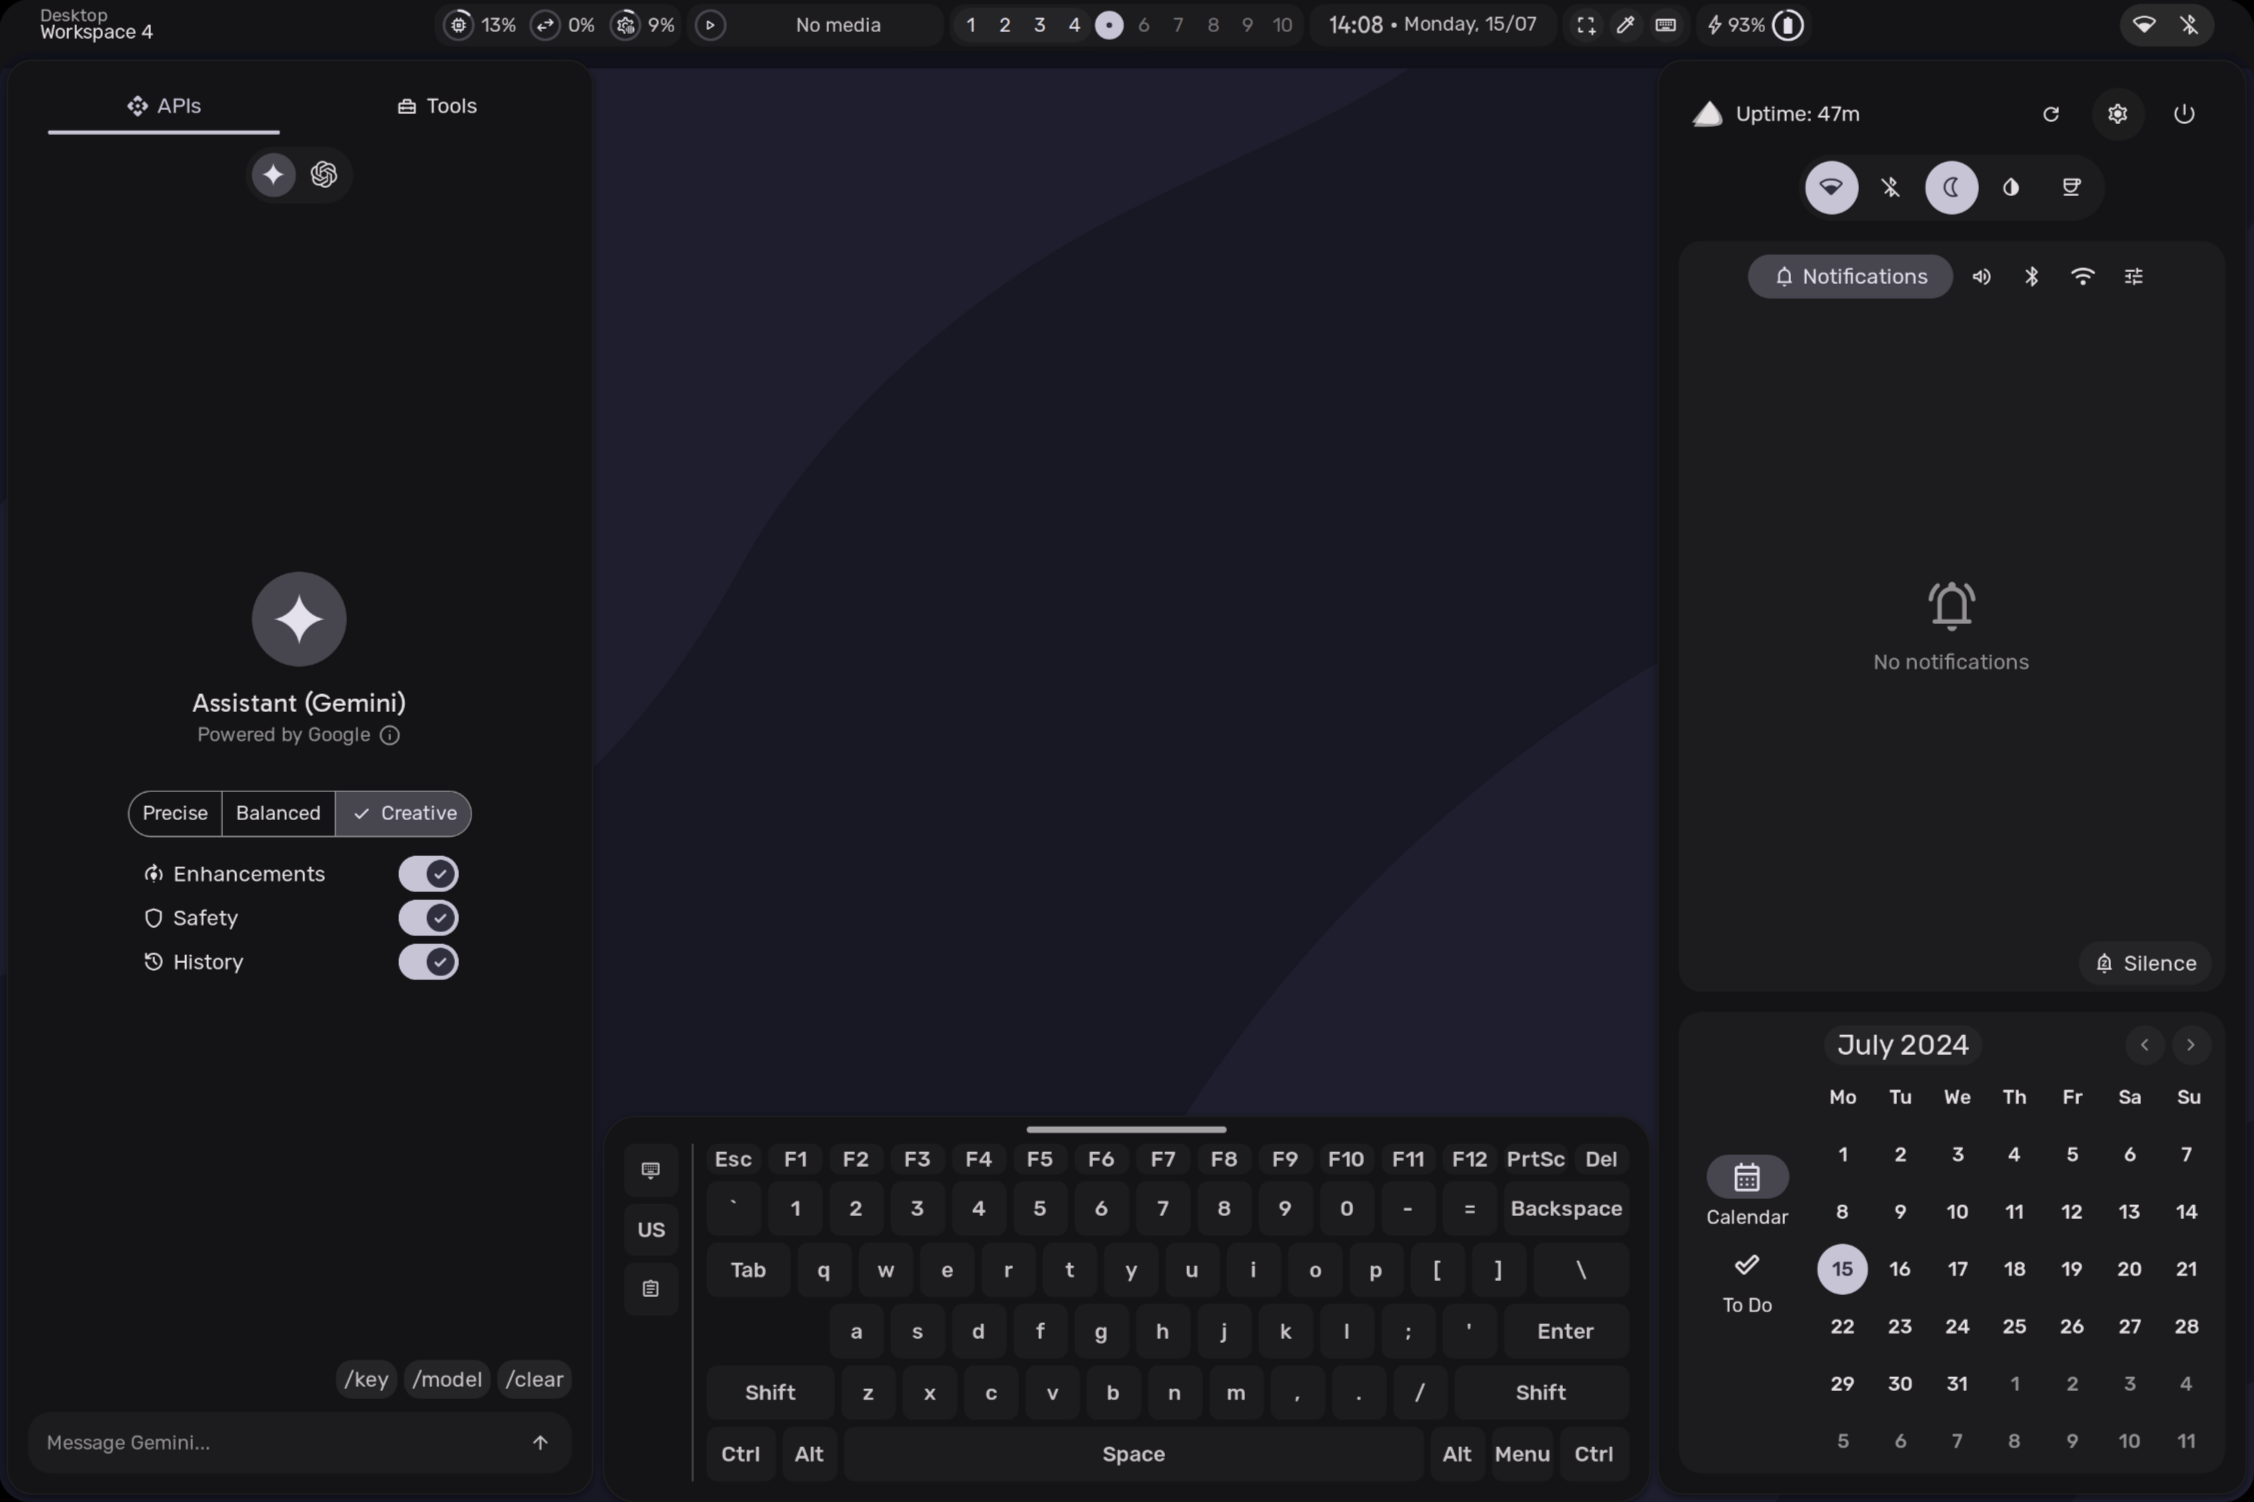 Desktop
Workspace 4
13% 0% 9%
No media
1 2 3 4 6 7 8 9 10
14:08 • Monday, 15/07
93%
APIs Tools
Assistant (Gemini)
Powered by Google
Precise Balanced Creative
Enhancements
Safety
History
/key /model /clear
Message Gemini...
Esc F1 F2 F3 F4 F5 F6 F7 F8 F9 F10 F11 F12 PrtSc Del
` 1 2 3 4 5 6 7 8 9 0 - = Backspace
US
Tab q w e r t y u i o p [ ] \
a s d f g h j k l ; ' Enter
Shift z x c v b n m , . / Shift
Ctrl Alt Space Alt Menu Ctrl
Uptime: 47m
Notifications
No notifications
Silence
Calendar
To Do
July 2024
Mo Tu We Th Fr Sa Su
1 2 3 4 5 6 7
8 9 10 11 12 13 14
15 16 17 18 19 20 21
22 23 24 25 26 27 28
29 30 31 1 2 3 4
5 6 7 8 9 10 11